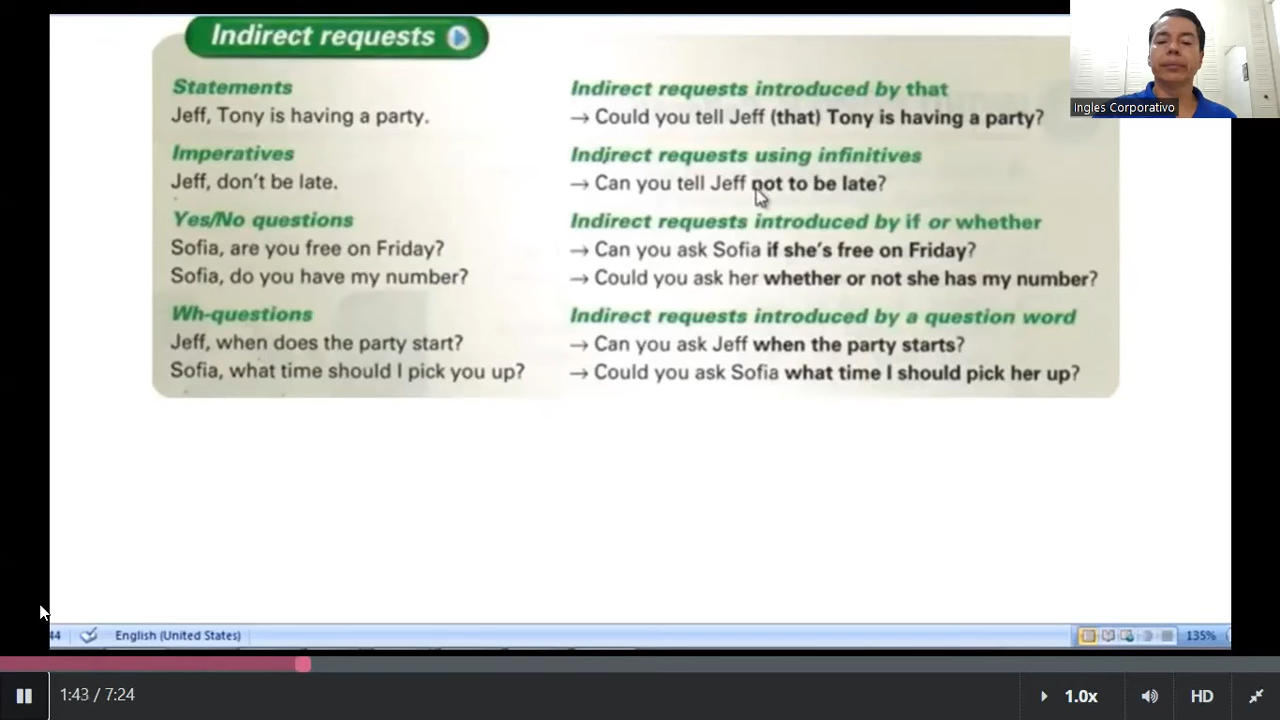 Indirect requests
Statements
Jeff, Tony is having a party.
Imperatives
Jeff, don't be late.
Yes/No questions
Sofia, are you free on Friday?
Sofia, do you have my number?
Wh-questions
Jeff, when does the party start?
Sofia, what time should I pick you up?
Indirect requests introduced by that
→ Could you tell Jeff (that) Tony is having a party?
Indirect requests using infinitives
→ Can you tell Jeff not to be late?
Indirect requests introduced by if or whether
→ Can you ask Sofia if she's free on Friday?
→ Could you ask her whether or not she has my number?
Indirect requests introduced by a question word
→ Can you ask Jeff when the party starts?
→ Could you ask Sofia what time I should pick her up?
Ingles Corporativo
44 English (United States) 135%
1:43 / 7:24 1.0x HD